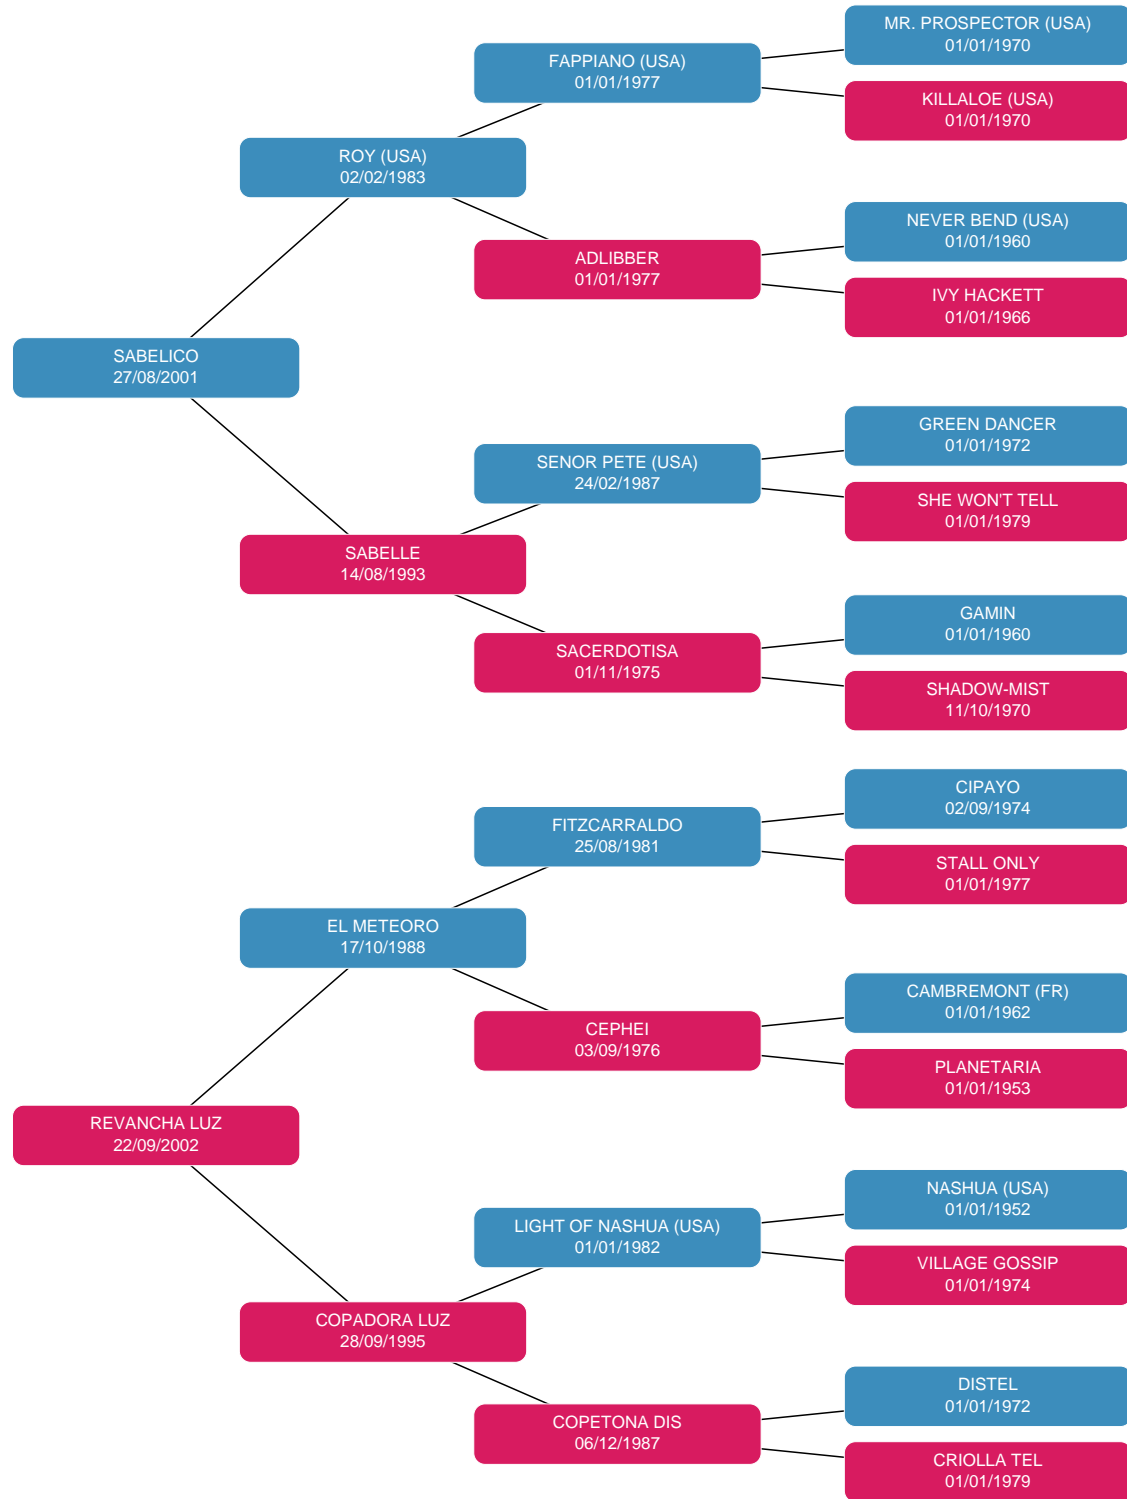 MR. PROSPECTOR (USA)
01/01/1970
FAPPIANO (USA)
01/01/1977
KILLALOE (USA)
01/01/1970
ROY (USA)
02/02/1983
NEVER BEND (USA)
01/01/1960
ADLIBBER
01/01/1977
IVY HACKETT
01/01/1966
SABELICO
27/08/2001
GREEN DANCER
01/01/1972
SENOR PETE (USA)
24/02/1987
SHE WON'T TELL
01/01/1979
SABELLE
14/08/1993
GAMIN
01/01/1960
SACERDOTISA
01/11/1975
SHADOW-MIST
11/10/1970
CIPAYO
02/09/1974
FITZCARRALDO
25/08/1981
STALL ONLY
01/01/1977
EL METEORO
17/10/1988
CAMBREMONT (FR)
01/01/1962
CEPHEI
03/09/1976
PLANETARIA
01/01/1953
REVANCHA LUZ
22/09/2002
NASHUA (USA)
01/01/1952
LIGHT OF NASHUA (USA)
01/01/1982
VILLAGE GOSSIP
01/01/1974
COPADORA LUZ
28/09/1995
DISTEL
01/01/1972
COPETONA DIS
06/12/1987
CRIOLLA TEL
01/01/1979